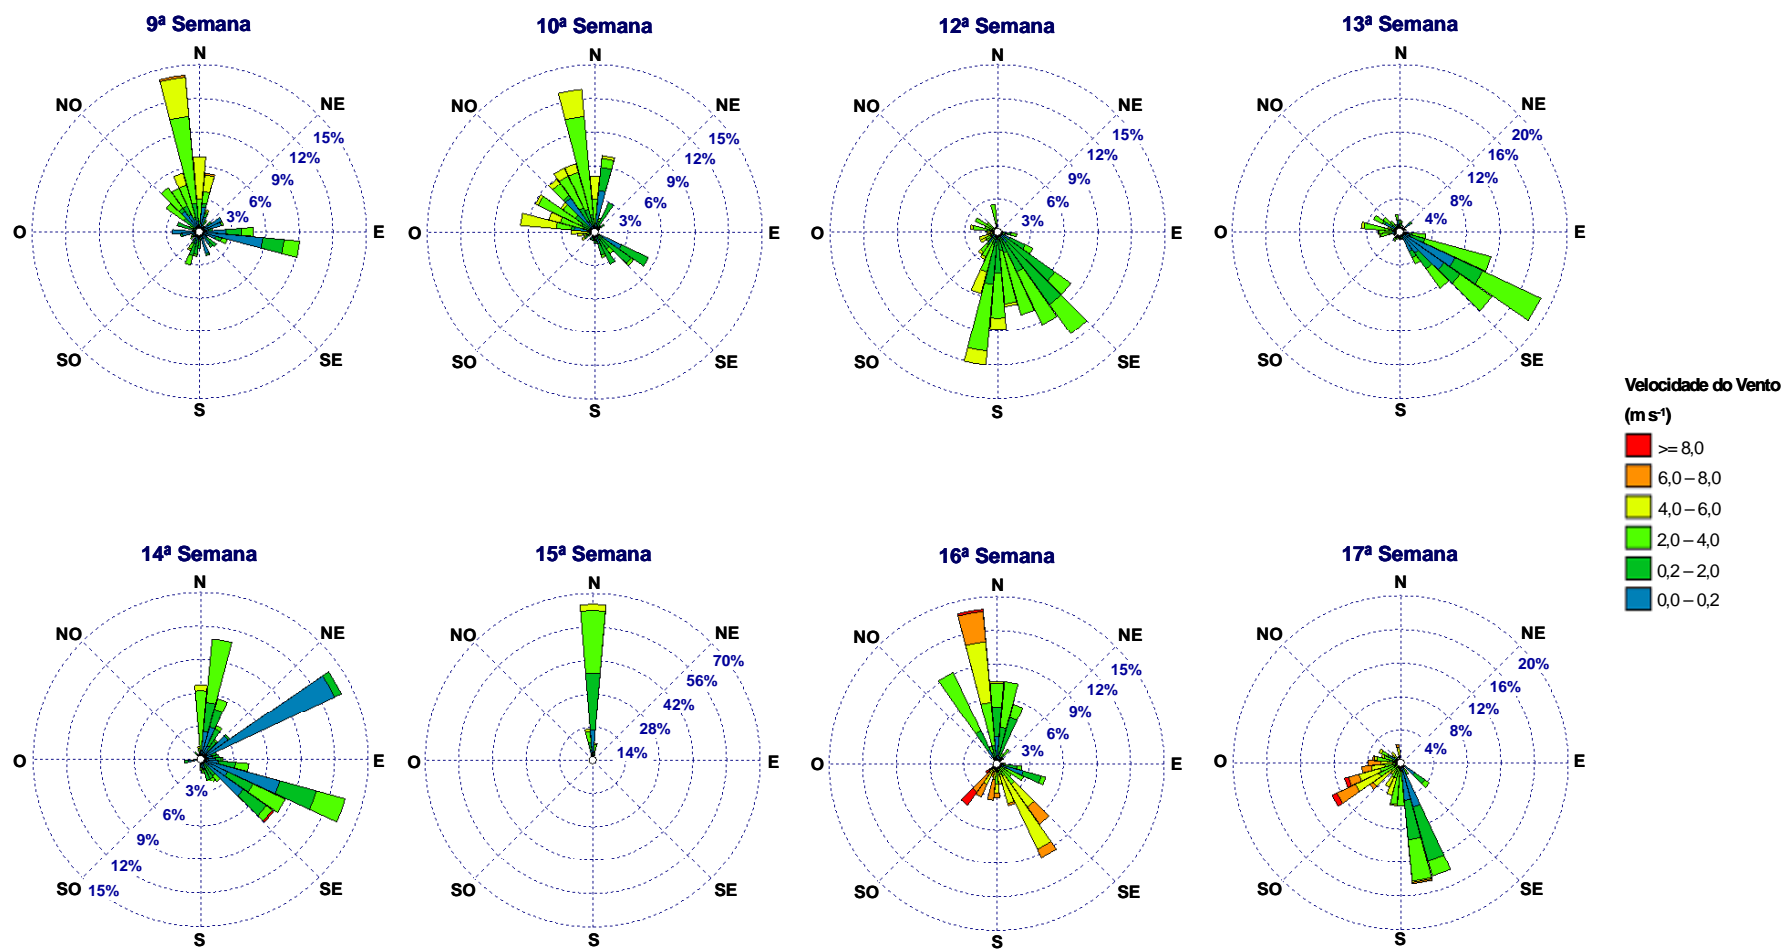 9ª Semana
N
NO
NE
15%
12%
9%
6%
3%
O
E
SO
SE
S
10ª Semana
N
NO
NE
15%
12%
9%
6%
3%
O
E
SO
SE
S
12ª Semana
N
NO
NE
15%
12%
9%
6%
3%
O
E
SO
SE
S
13ª Semana
N
NO
NE
20%
16%
12%
8%
4%
O
E
SO
SE
S
Velocidade do Vento
(m s⁻¹)
>= 8,0
6,0 – 8,0
4,0 – 6,0
2,0 – 4,0
0,2 – 2,0
0,0 – 0,2
14ª Semana
N
NO
NE
O
E
3%
6%
9%
12%
15%
SO
SE
S
15ª Semana
N
NO
NE
70%
56%
42%
28%
14%
O
E
SO
SE
S
16ª Semana
N
NO
NE
15%
12%
9%
6%
3%
O
E
SO
SE
S
17ª Semana
N
NO
NE
20%
16%
12%
8%
4%
O
E
SO
SE
S